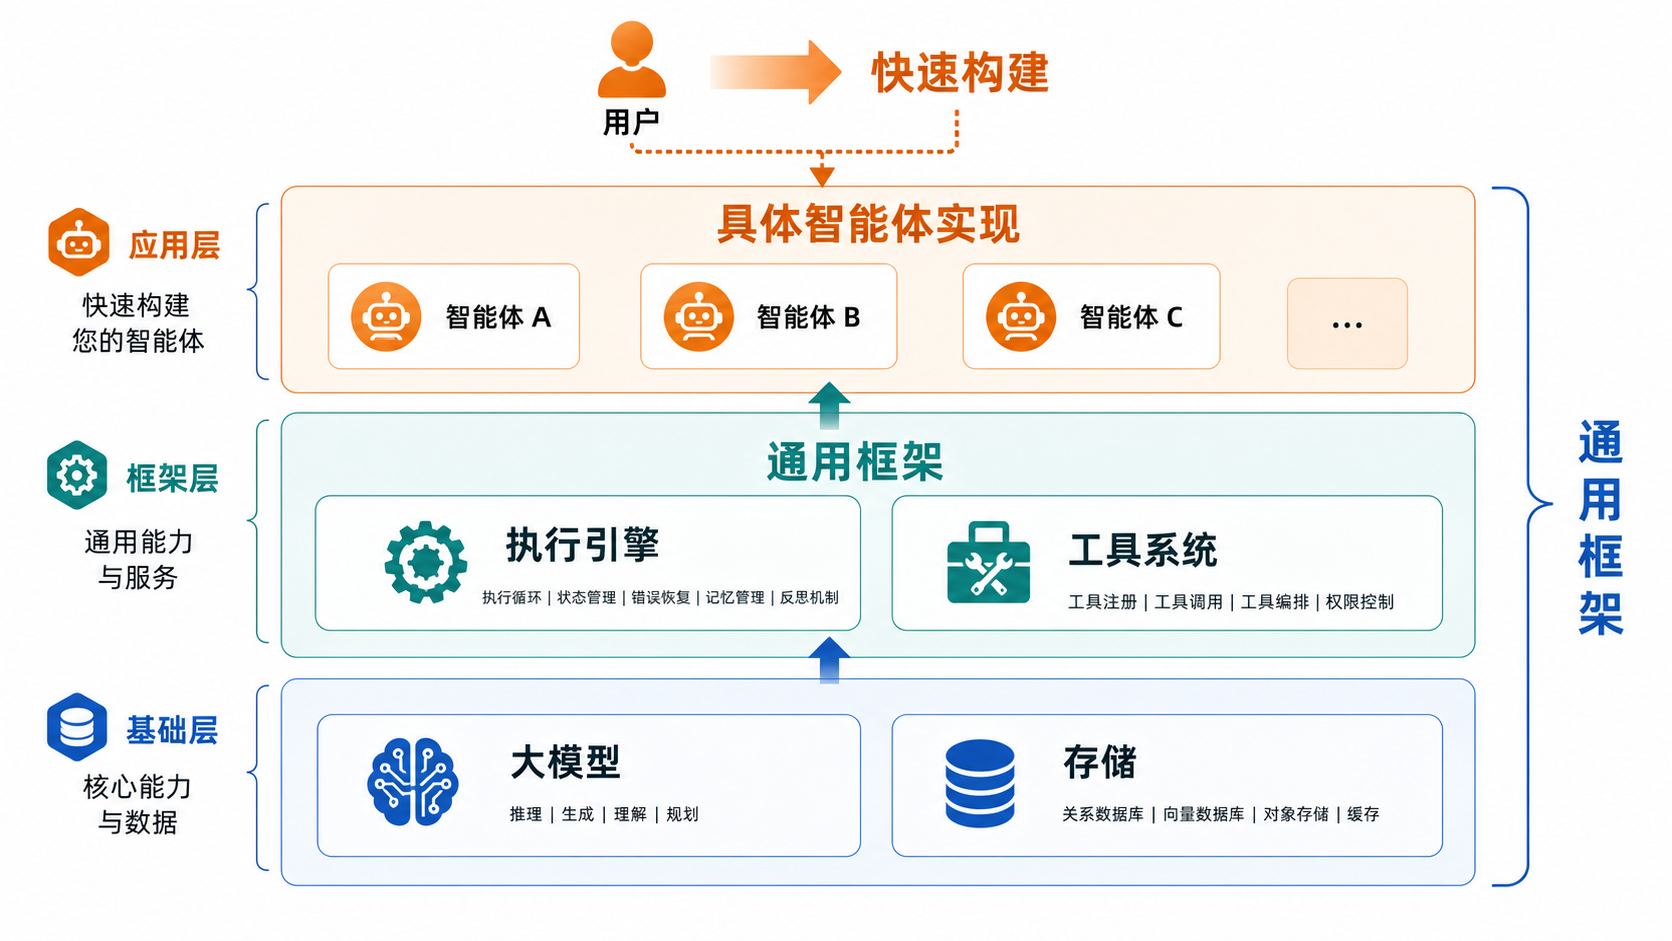 用户
快速构建
应用层
快速构建
您的智能体
具体智能体实现
智能体 A
智能体 B
智能体 C
...
框架层
通用能力
与服务
通用框架
执行引擎
执行循环 | 状态管理 | 错误恢复 | 记忆管理 | 反思机制
工具系统
工具注册 | 工具调用 | 工具编排 | 权限控制
基础层
核心能力
与数据
大模型
推理 | 生成 | 理解 | 规划
存储
关系数据库 | 向量数据库 | 对象存储 | 缓存
通用框架